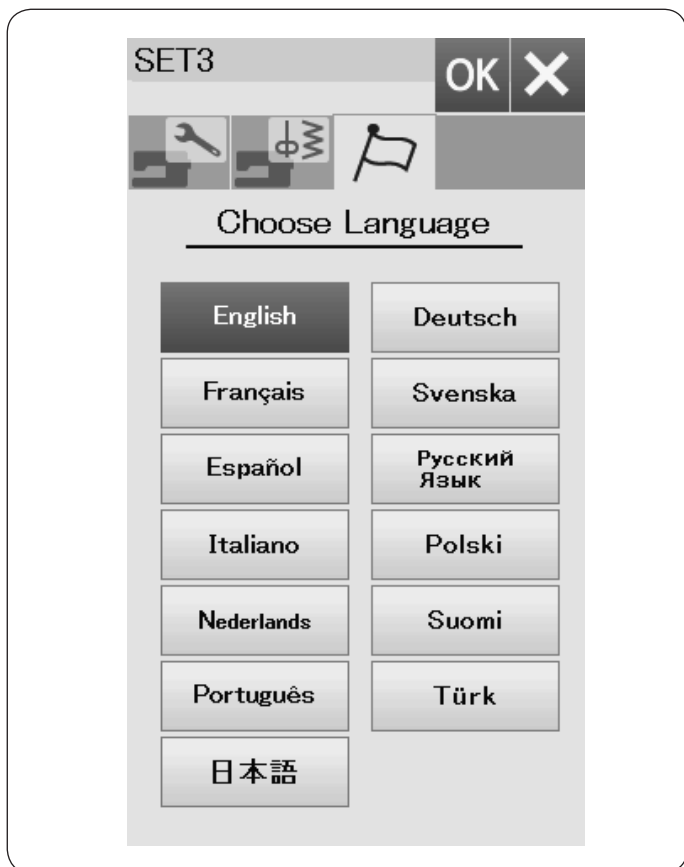 SET3
OK
Choose Language
English
Deutsch
Français
Svenska
Español
Русский
Язык
Italiano
Polski
Nederlands
Suomi
Português
Türk
日本語